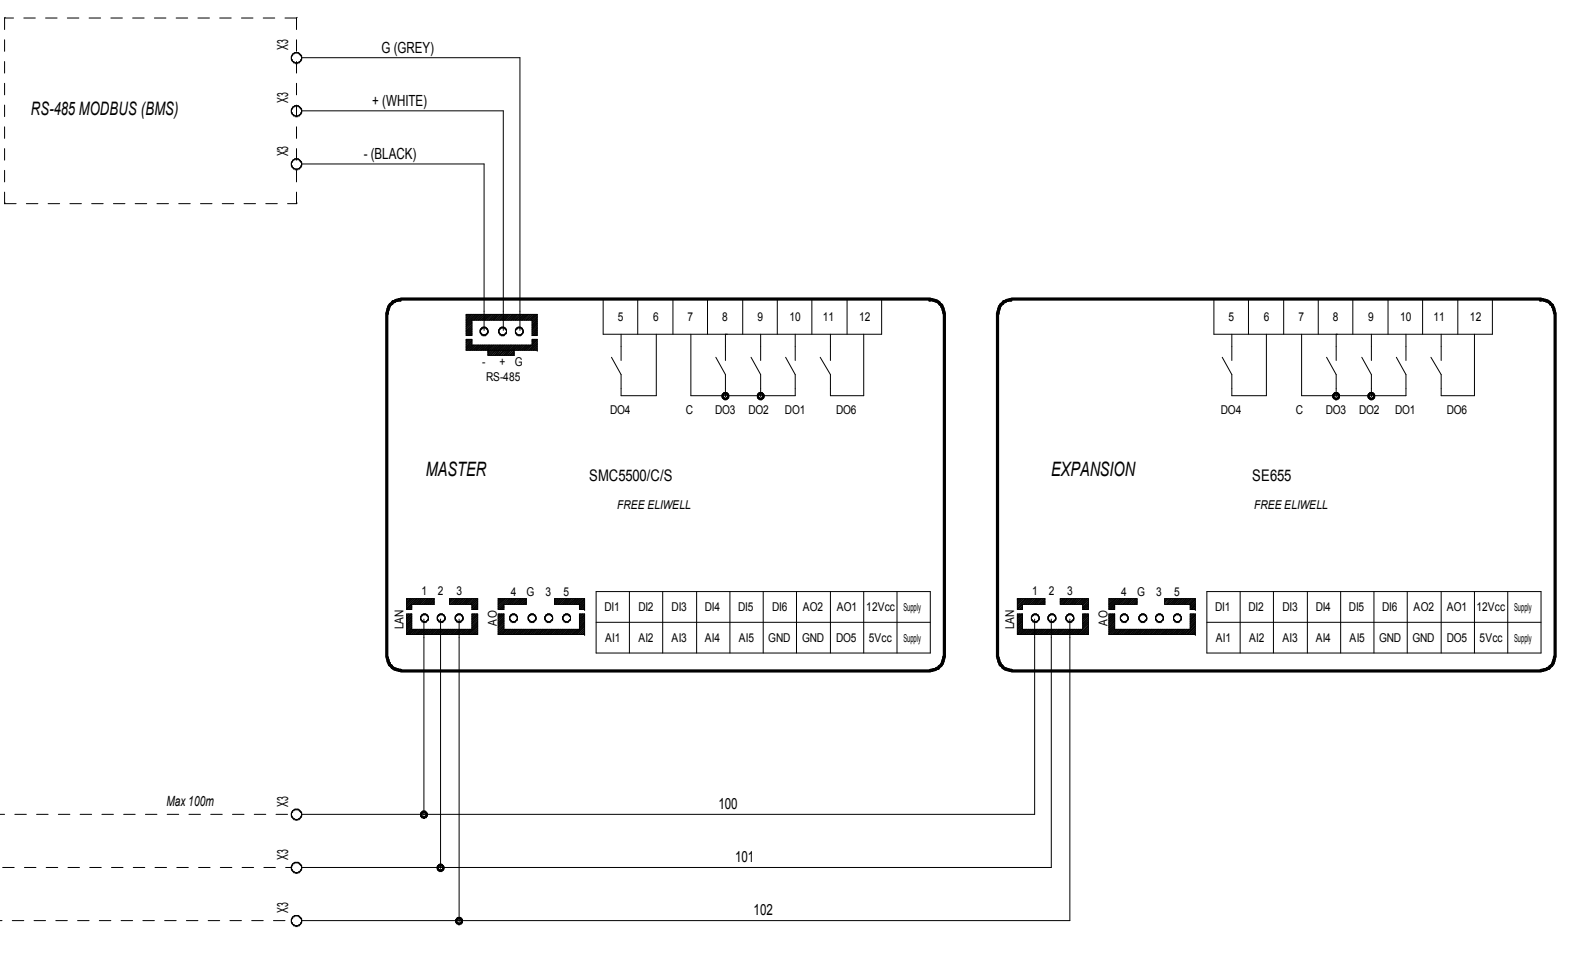 X3
G (GREY)
RS-485 MODBUS (BMS)
X3
+ (WHITE)
X3
- (BLACK)
- + G
RS-485
5 6 7 8 9 10 11 12
DO4 C DO3 DO2 DO1 DO6
MASTER
SMC5500/C/S
FREE ELIWELL
LAN
1 2 3
AO
4 G 3 5
DI1 DI2 DI3 DI4 DI5 DI6 AO2 AO1 12Vcc Supply
AI1 AI2 AI3 AI4 AI5 GND GND DO5 5Vcc Supply
5 6 7 8 9 10 11 12
DO4 C DO3 DO2 DO1 DO6
EXPANSION
SE655
FREE ELIWELL
LAN
1 2 3
AO
4 G 3 5
DI1 DI2 DI3 DI4 DI5 DI6 AO2 AO1 12Vcc Supply
AI1 AI2 AI3 AI4 AI5 GND GND DO5 5Vcc Supply
Max 100m
X3
100
X3
101
X3
102